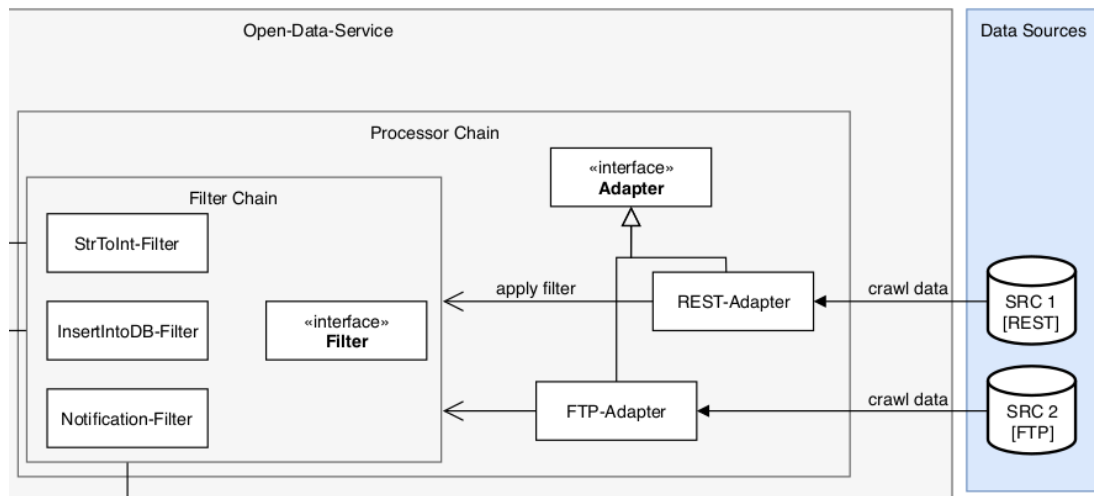 Open-Data-Service
Data Sources
Processor Chain
«interface»
Adapter
Filter Chain
StrToInt-Filter
apply filter
REST-Adapter
crawl data
SRC 1
[REST]
InsertIntoDB-Filter
«interface»
Filter
Notification-Filter
FTP-Adapter
crawl data
SRC 2
[FTP]